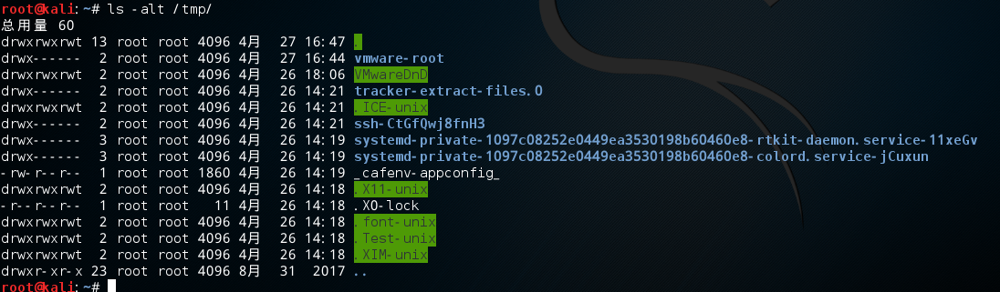 root@kali:~# ls -alt /tmp/
总用量 60
drwxrwxrwt 13 root root 4096 4月  27 16:47 .
drwx------  2 root root 4096 4月  27 16:44 vmware-root
drwxrwxrwt  2 root root 4096 4月  26 18:06 VMwareDnD
drwx------  2 root root 4096 4月  26 14:21 tracker-extract-files.0
drwxrwxrwt  2 root root 4096 4月  26 14:21 .ICE-unix
drwx------  2 root root 4096 4月  26 14:21 ssh-CtGfQwj8fnH3
drwx------  3 root root 4096 4月  26 14:19 systemd-private-1097c08252e0449ea3530198b60460e8-rtkit-daemon.service-11xeGv
drwx------  3 root root 4096 4月  26 14:19 systemd-private-1097c08252e0449ea3530198b60460e8-colord.service-jCuxun
-rw-r--r--  1 root root 1860 4月  26 14:19 _cafenv-appconfig_
drwxrwxrwt  2 root root 4096 4月  26 14:18 .X11-unix
-r--r--r--  1 root root   11 4月  26 14:18 .X0-lock
drwxrwxrwt  2 root root 4096 4月  26 14:18 .font-unix
drwxrwxrwt  2 root root 4096 4月  26 14:18 .Test-unix
drwxrwxrwt  2 root root 4096 4月  26 14:18 .XIM-unix
drwxr-xr-x 23 root root 4096 8月  31  2017 ..
root@kali:~#